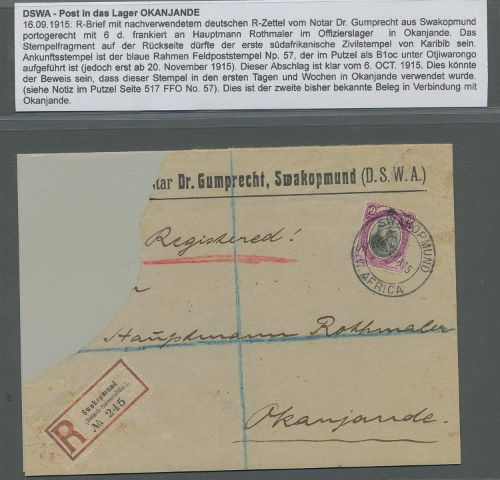 DSWA - Post in das Lager OKANJANDE
16.09.1915: R-Brief mit nachverwendetem deutschen R-Zettel vom Notar Dr. Gumprecht aus Swakopmund
portogerecht mit 6 d. frankiert an Hauptmann Rothmaler im Offizierslager in Okanjande. Das
Stempelfragment auf der Rückseite dürfte der erste südafrikanische Zivilstempel von Karibib sein.
Ankunftsstempel ist der blaue Rahmen Feldpoststempel Np. 57, der im Putzel als B1oc unter Otjiwarongo
aufgeführt ist (jedoch erst ab 20. November 1915). Dieser Abschlag ist klar vom 6. OCT. 1915. Dies könnte
der Beweis sein, dass dieser Stempel in den ersten Tagen und Wochen in Okanjande verwendet wurde.
(siehe Notiz im Putzel Seite 517 FFO No. 57). Dies ist der zweite bisher bekannte Beleg in Verbindung mit
Okanjande.
tar Dr. Gumprecht, Swakopmund (D.S.W.A.)
SWAKOPMUND
S.W. AFRICA
Registered!
Hauptmann Rothmaler
Okanjande.
R
Swakopmund
№ 245